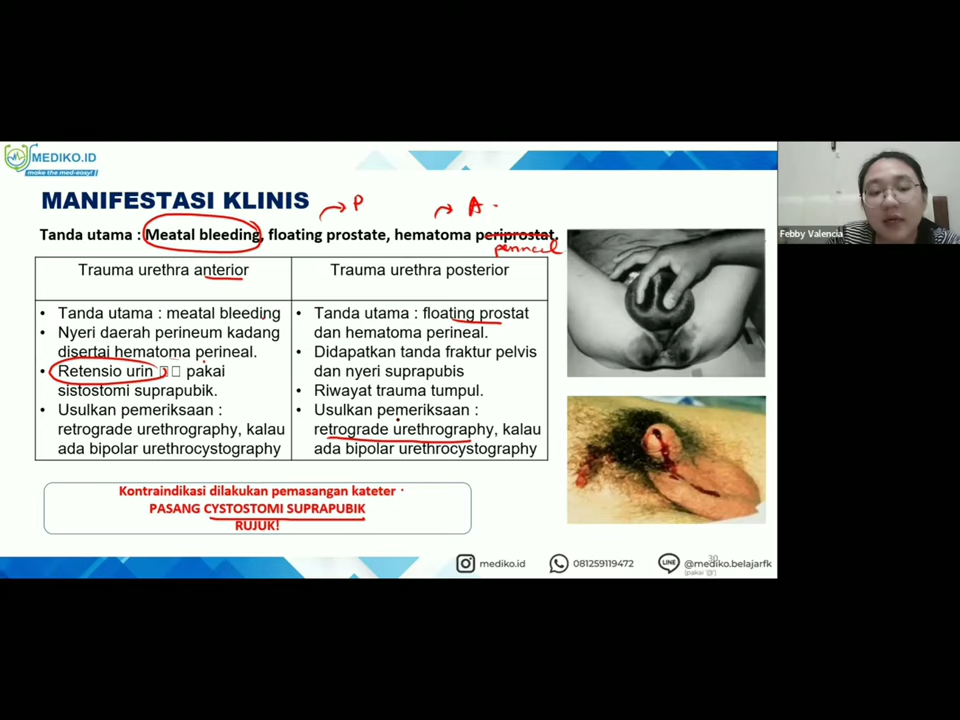 MEDIKO.ID
make the med-easy!
MANIFESTASI KLINIS
P
A
Tanda utama : Meatal bleeding, floating prostate, hematoma periprostat,
perineal
Trauma urethra anterior
• Tanda utama : meatal bleeding
• Nyeri daerah perineum kadang
disertai hematoma perineal.
• Retensio urin pakai
sistostomi suprapubik.
• Usulkan pemeriksaan :
retrograde urethrography, kalau
ada bipolar urethrocystography
Trauma urethra posterior
• Tanda utama : floating prostat
dan hematoma perineal.
• Didapatkan tanda fraktur pelvis
dan nyeri suprapubis
• Riwayat trauma tumpul.
• Usulkan pemeriksaan :
retrograde urethrography, kalau
ada bipolar urethrocystography
Kontraindikasi dilakukan pemasangan kateter
PASANG CYSTOSTOMI SUPRAPUBIK
RUJUK!
mediko.id
081259119472
LINE
@mediko.belajarfk
(pakai '@')
30
Febby Valencia